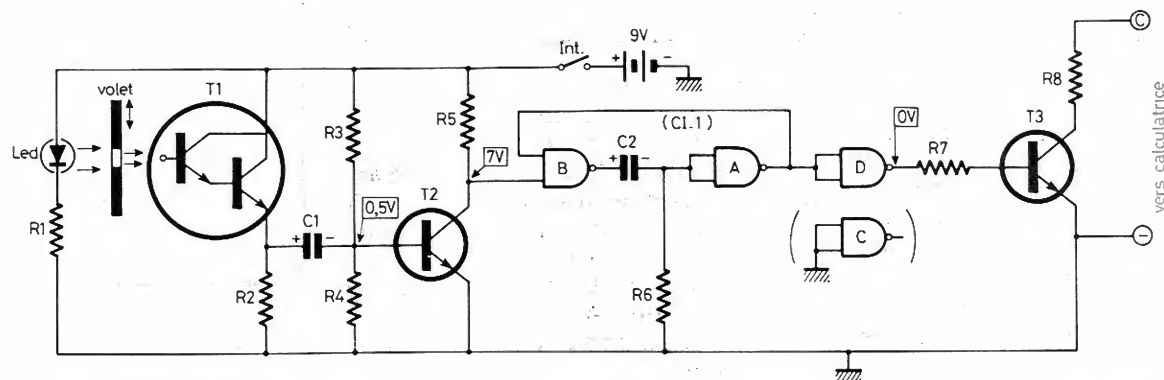 Int.
9V
+
-
C
volet
T1
R3
R5
(CI.1)
R8
T3
Led
B
+
C2
-
A
D
0V
R7
7V
T2
R1
C1
+
-
0,5V
C
R2
R4
R6
-
vers calculatrice